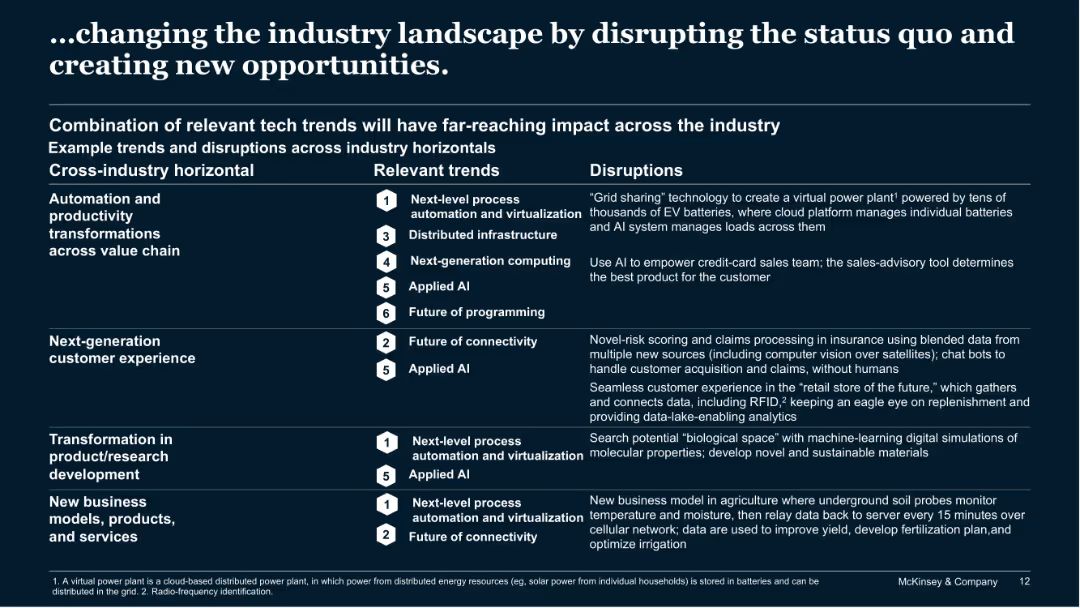 ...changing the industry landscape by disrupting the status quo and
creating new opportunities.
Combination of relevant tech trends will have far-reaching impact across the industry
Example trends and disruptions across industry horizontals
Cross-industry horizontal
Relevant trends
Disruptions
Automation and
productivity
transformations
across value chain
1
Next-level process
automation and virtualization
3
Distributed infrastructure
4
Next-generation computing
5
Applied AI
6
Future of programming
“Grid sharing” technology to create a virtual power plant¹ powered by tens of
thousands of EV batteries, where cloud platform manages individual batteries
and AI system manages loads across them
Use AI to empower credit-card sales team; the sales-advisory tool determines
the best product for the customer
Next-generation
customer experience
2
Future of connectivity
5
Applied AI
Novel-risk scoring and claims processing in insurance using blended data from
multiple new sources (including computer vision over satellites); chat bots to
handle customer acquisition and claims, without humans
Seamless customer experience in the “retail store of the future,” which gathers
and connects data, including RFID,² keeping an eagle eye on replenishment and
providing data-lake-enabling analytics
Transformation in
product/research
development
1
Next-level process
automation and virtualization
5
Applied AI
Search potential “biological space” with machine-learning digital simulations of
molecular properties; develop novel and sustainable materials
New business
models, products,
and services
1
Next-level process
automation and virtualization
2
Future of connectivity
New business model in agriculture where underground soil probes monitor
temperature and moisture, then relay data back to server every 15 minutes over
cellular network; data are used to improve yield, develop fertilization plan,and
optimize irrigation
1. A virtual power plant is a cloud-based distributed power plant, in which power from distributed energy resources (eg, solar power from individual households) is stored in batteries and can be
distributed in the grid. 2. Radio-frequency identification.
McKinsey & Company
12